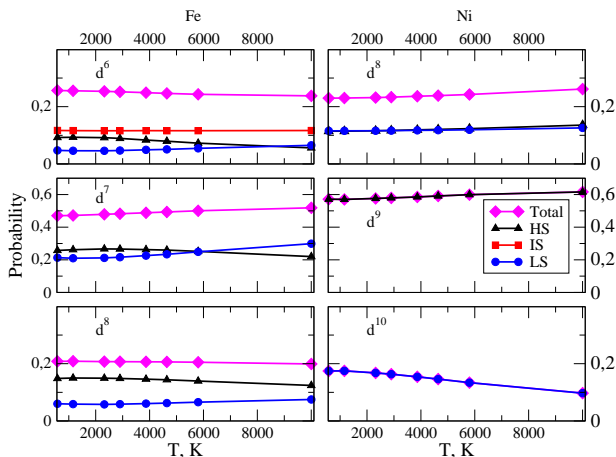 Fe Ni
2000 4000 6000 8000 2000 4000 6000 8000
d6 d8
0,2 0,2
0 0
d7 d9
0,6 0,6
0,4 0,4
0,2 0,2
0 0
Probability
Total
HS
IS
LS
d8 d10
0,2 0,2
0 0
2000 4000 6000 8000 2000 4000 6000 8000
T, K T, K